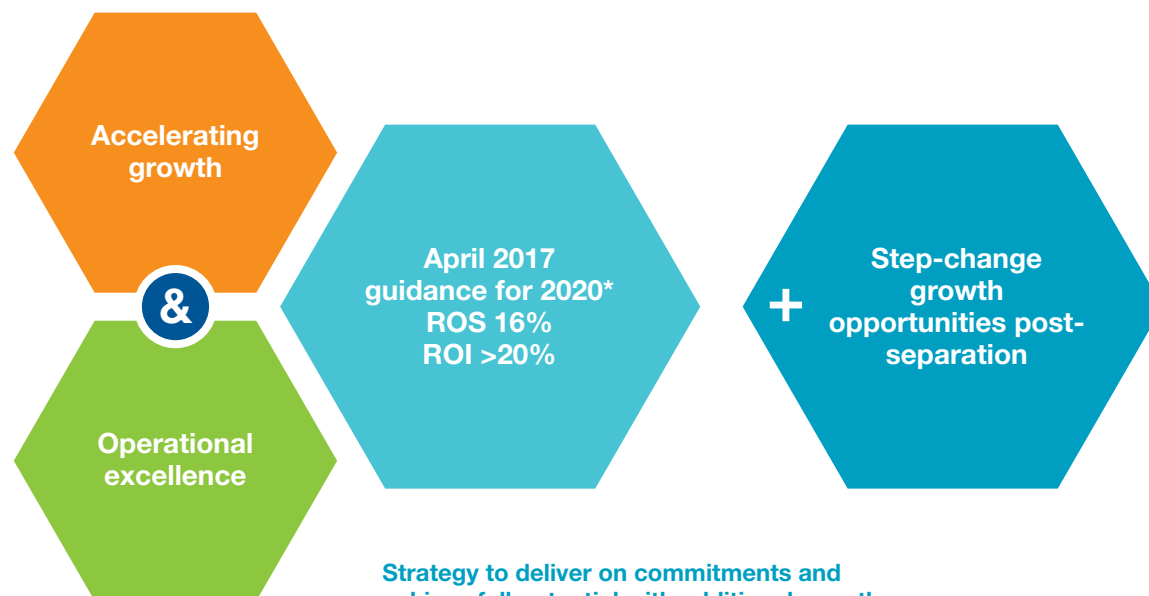 Accelerating
growth
&
Operational
excellence
April 2017
guidance for 2020*
ROS 16%
ROI >20%
+
Step-change
growth
opportunities post-
separation
Strategy to deliver on commitments and